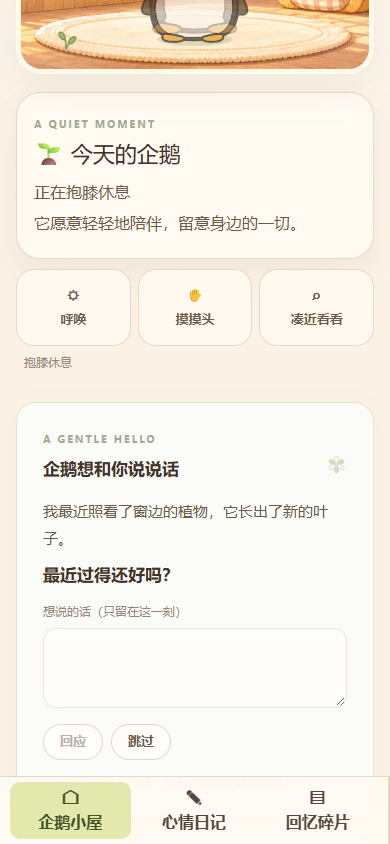 A QUIET MOMENT
今天的企鹅
正在抱膝休息
它愿意轻轻地陪伴，留意身边的一切。
呼唤
摸摸头
凑近看看
抱膝休息
A GENTLE HELLO
企鹅想和你说说话
我最近照看了窗边的植物，它长出了新的叶
子。
最近过得还好吗？
想说的话（只留在这一刻）
回应
跳过
企鹅小屋
心情日记
回忆碎片